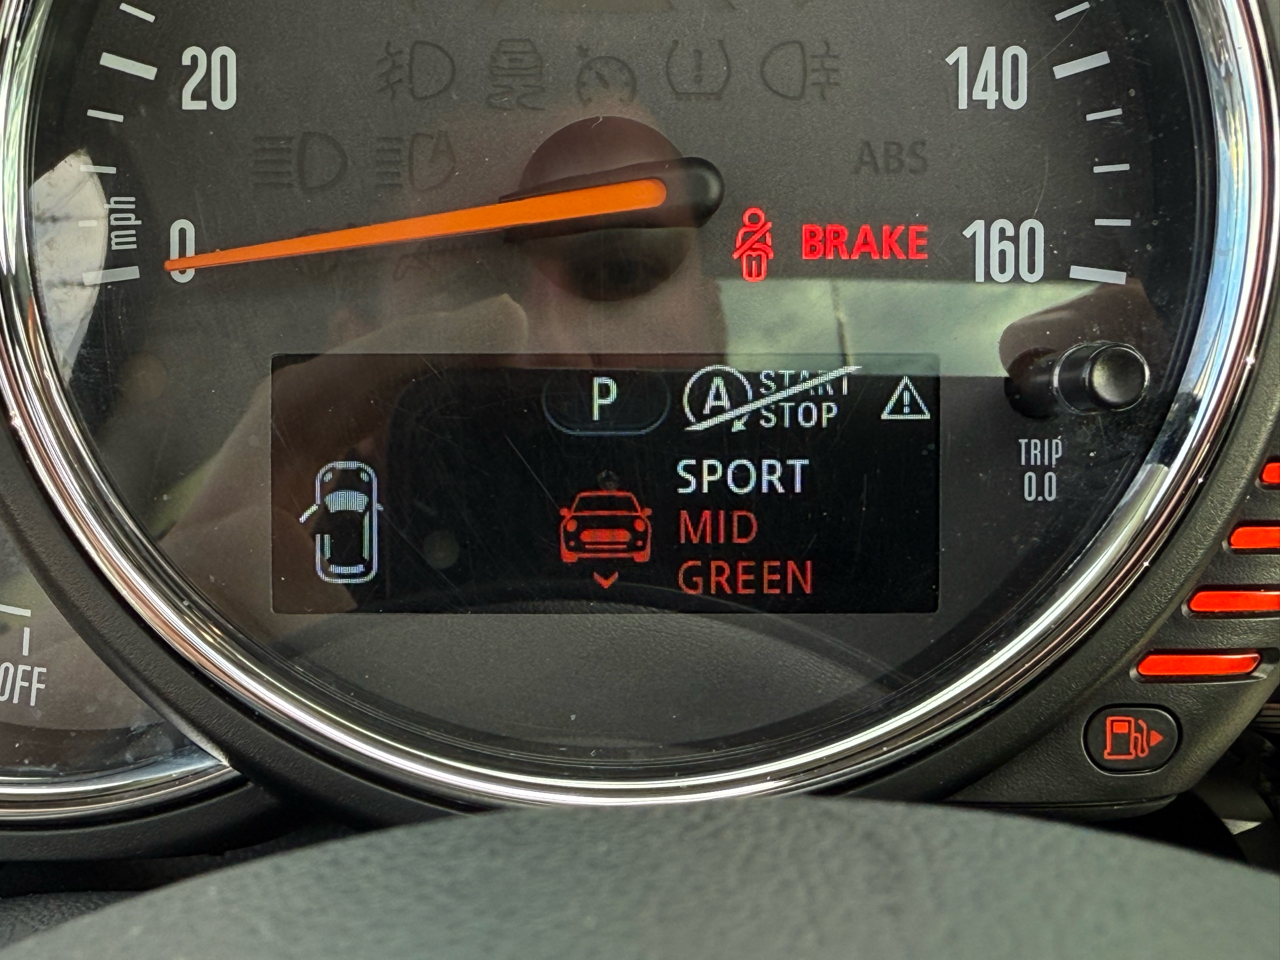 20
140
ABS
mph
0
BRAKE
160
P
A
START
STOP
SPORT
MID
GREEN
TRIP
0.0
OFF